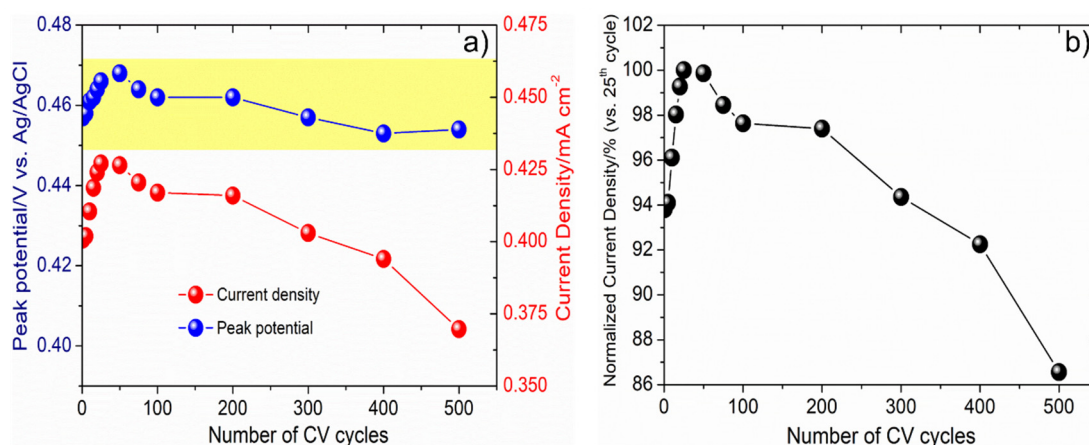 a)
Peak potential/V vs. Ag/AgCl
0.48
0.46
0.44
0.42
0.40
0.475
0.450
0.425
0.400
0.375
0.350
Current Density/mA cm⁻²
Current density
Peak potential
0 100 200 300 400 500
Number of CV cycles
b)
Normalized Current Density/% (vs. 25ᵗʰ cycle)
102
100
98
96
94
92
90
88
86
0 100 200 300 400 500
Number of CV cycles